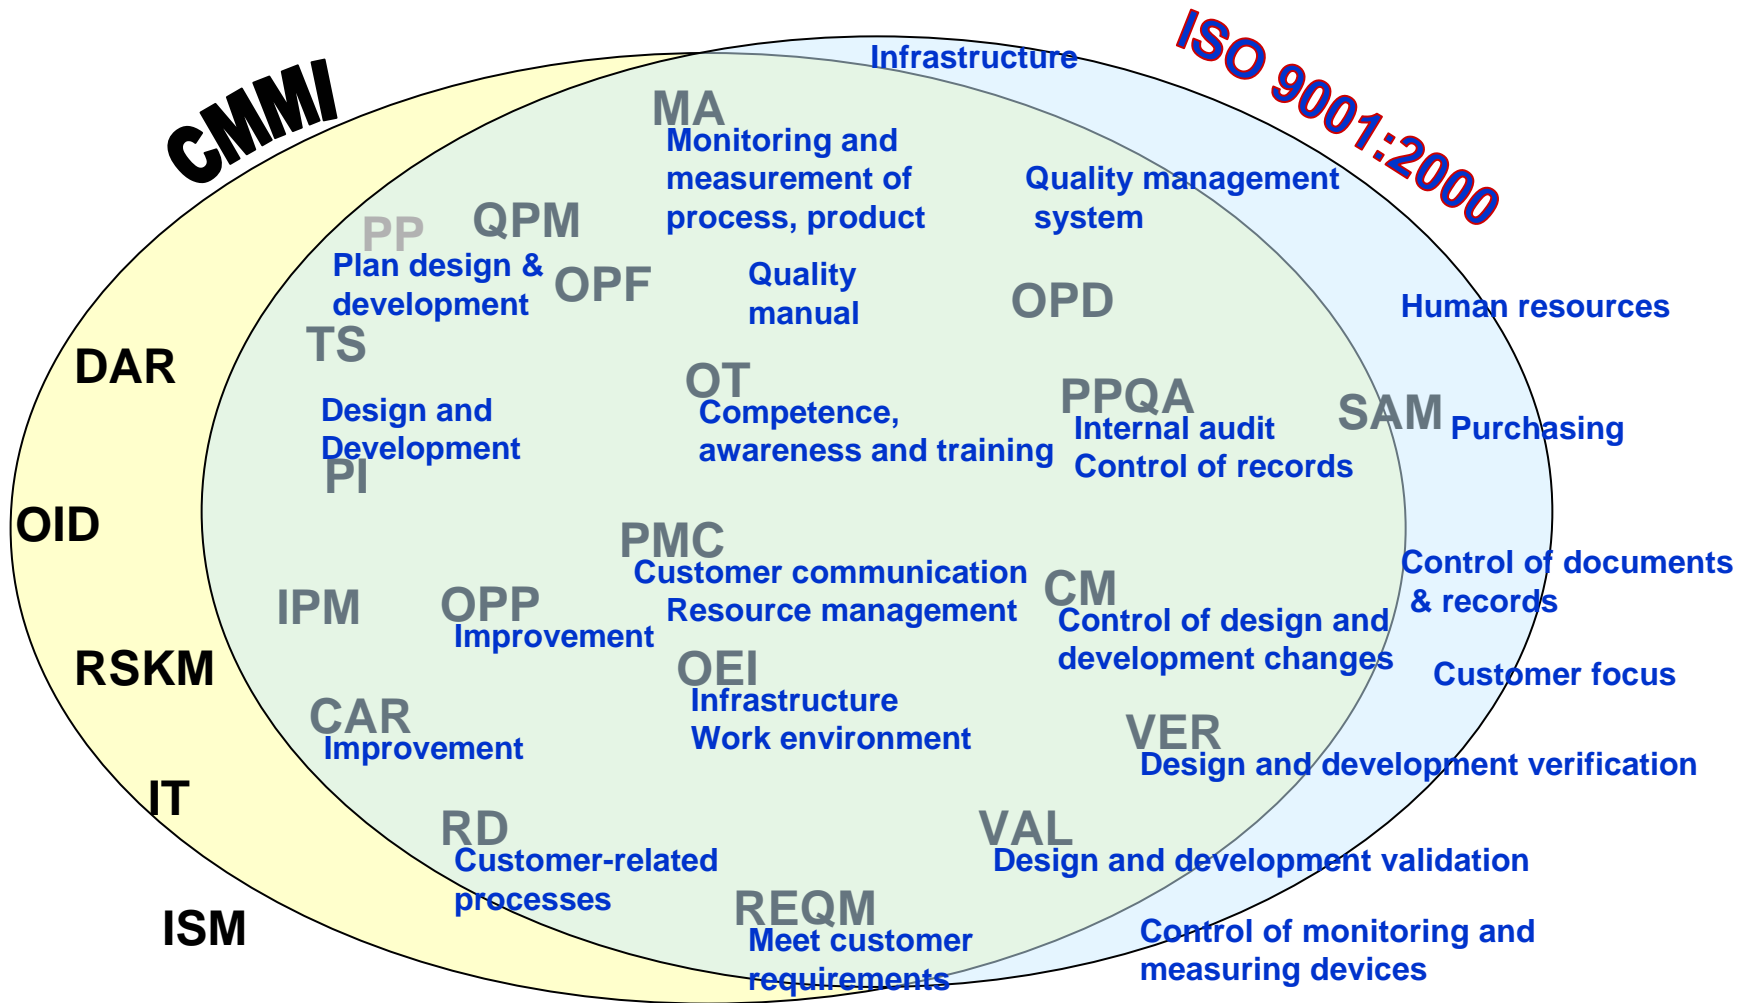 CMMI
ISO 9001:2000
Infrastructure
MA
Monitoring and
measurement of
process, product
Quality management
system
PP
QPM
Plan design &
development
OPF
Quality
manual
OPD
Human resources
TS
DAR
OT
Competence,
awareness and training
PPQA
Internal audit
Control of records
SAM
Purchasing
Design and
Development
PI
OID
PMC
Customer communication
Resource management
CM
Control of design and
development changes
Control of documents
& records
IPM
OPP
Improvement
RSKM
OEI
Infrastructure
Work environment
Customer focus
CAR
Improvement
VER
Design and development verification
IT
RD
Customer-related
processes
VAL
Design and development validation
REQM
Meet customer
requirements
ISM
Control of monitoring and
measuring devices